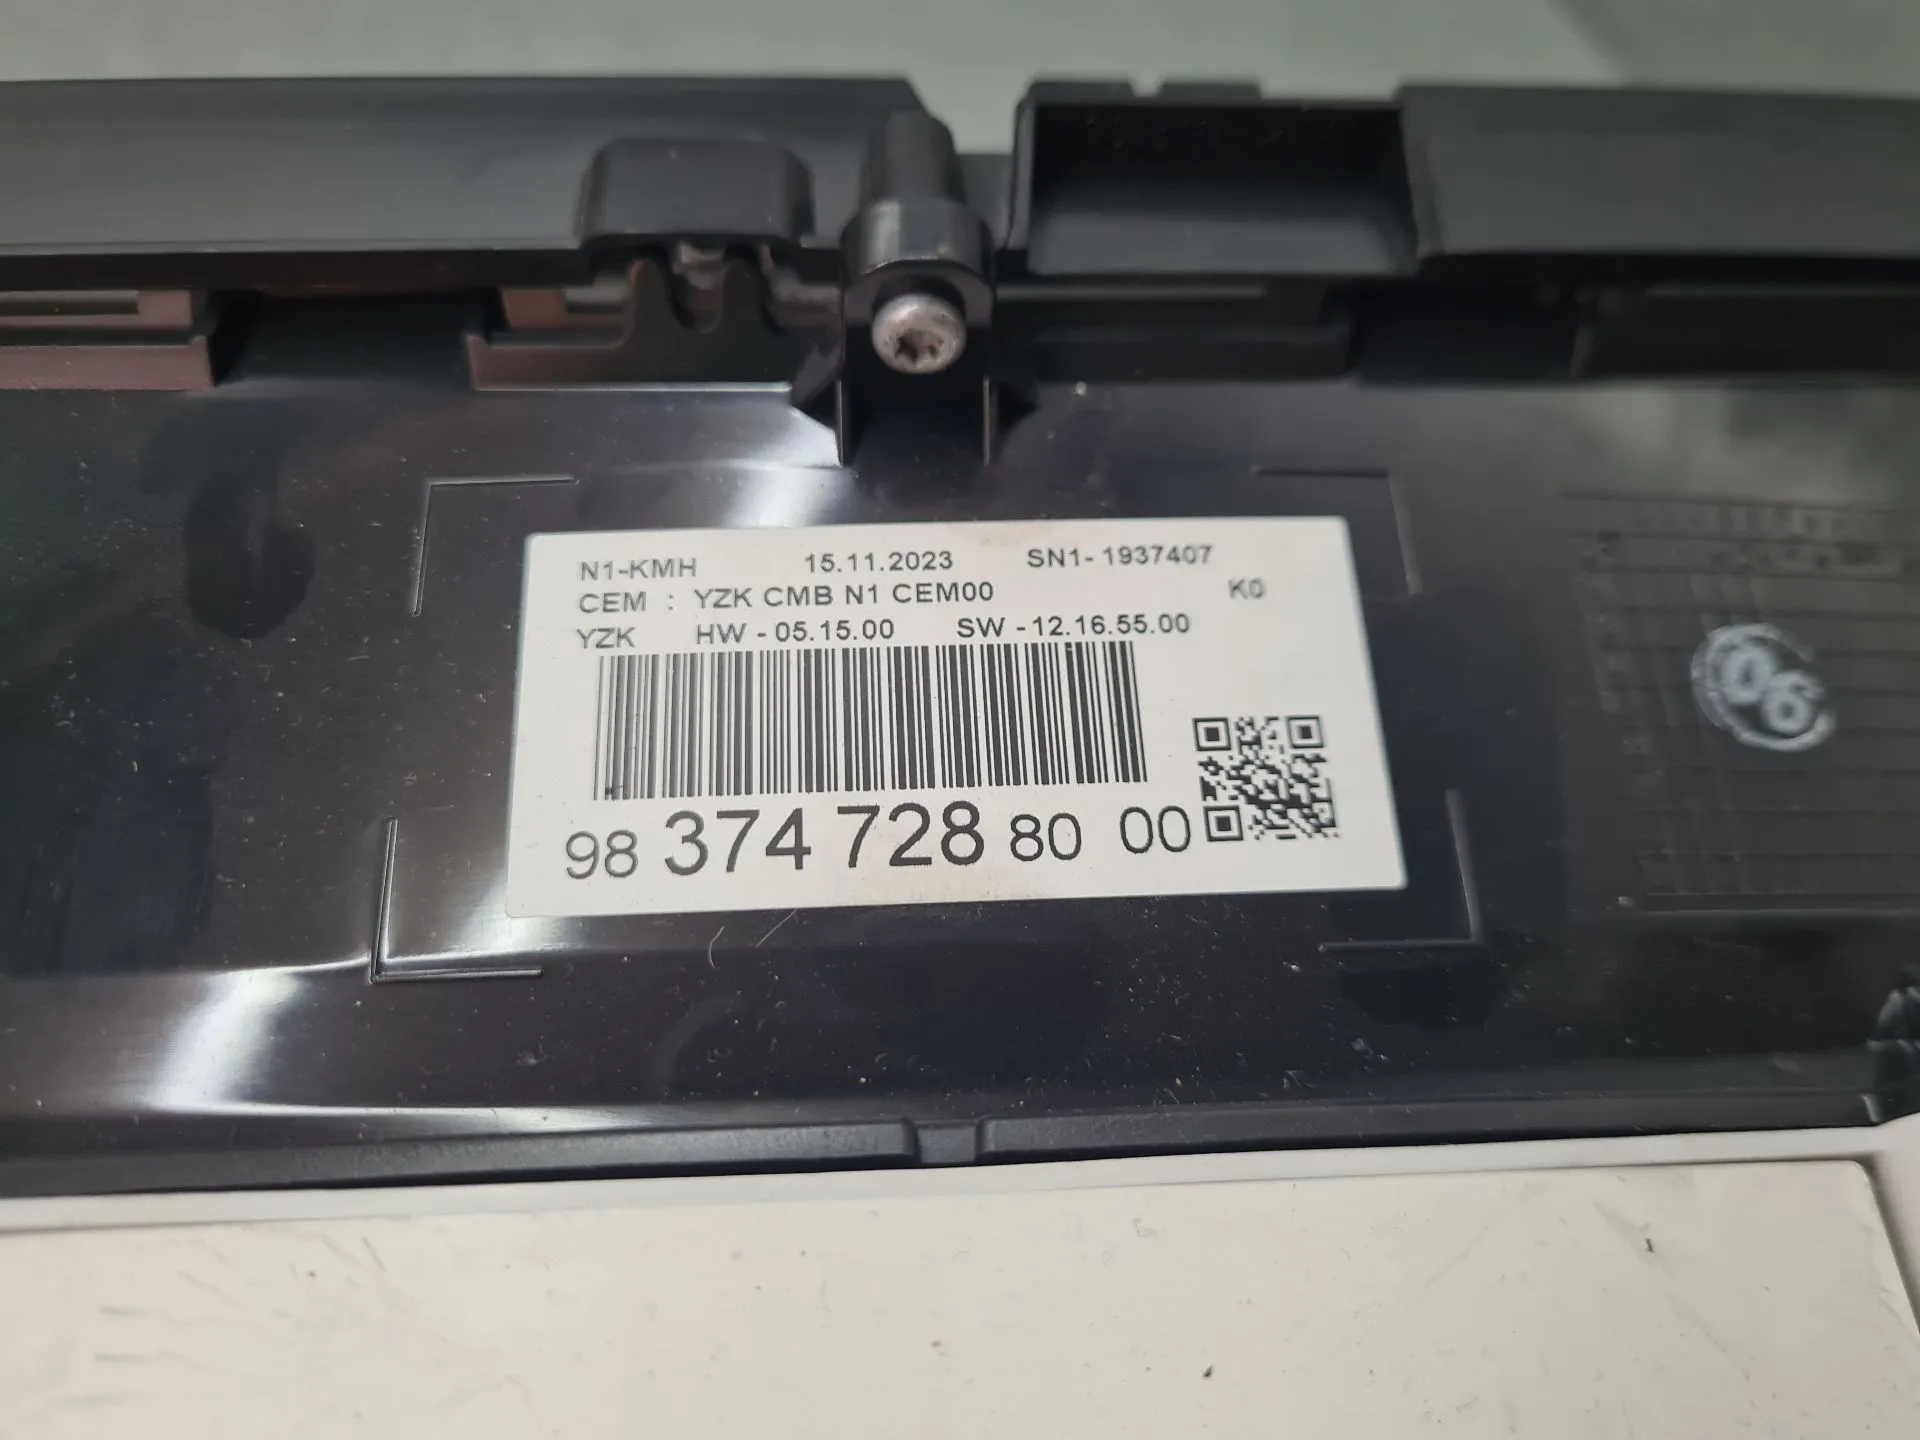 N1-KMH 15.11.2023 SN1-1937407
CEM : YZK CMB N1 CEM00 K0
YZK HW - 05.15.00 SW - 12.16.55.00
98 374 728 80 00
06